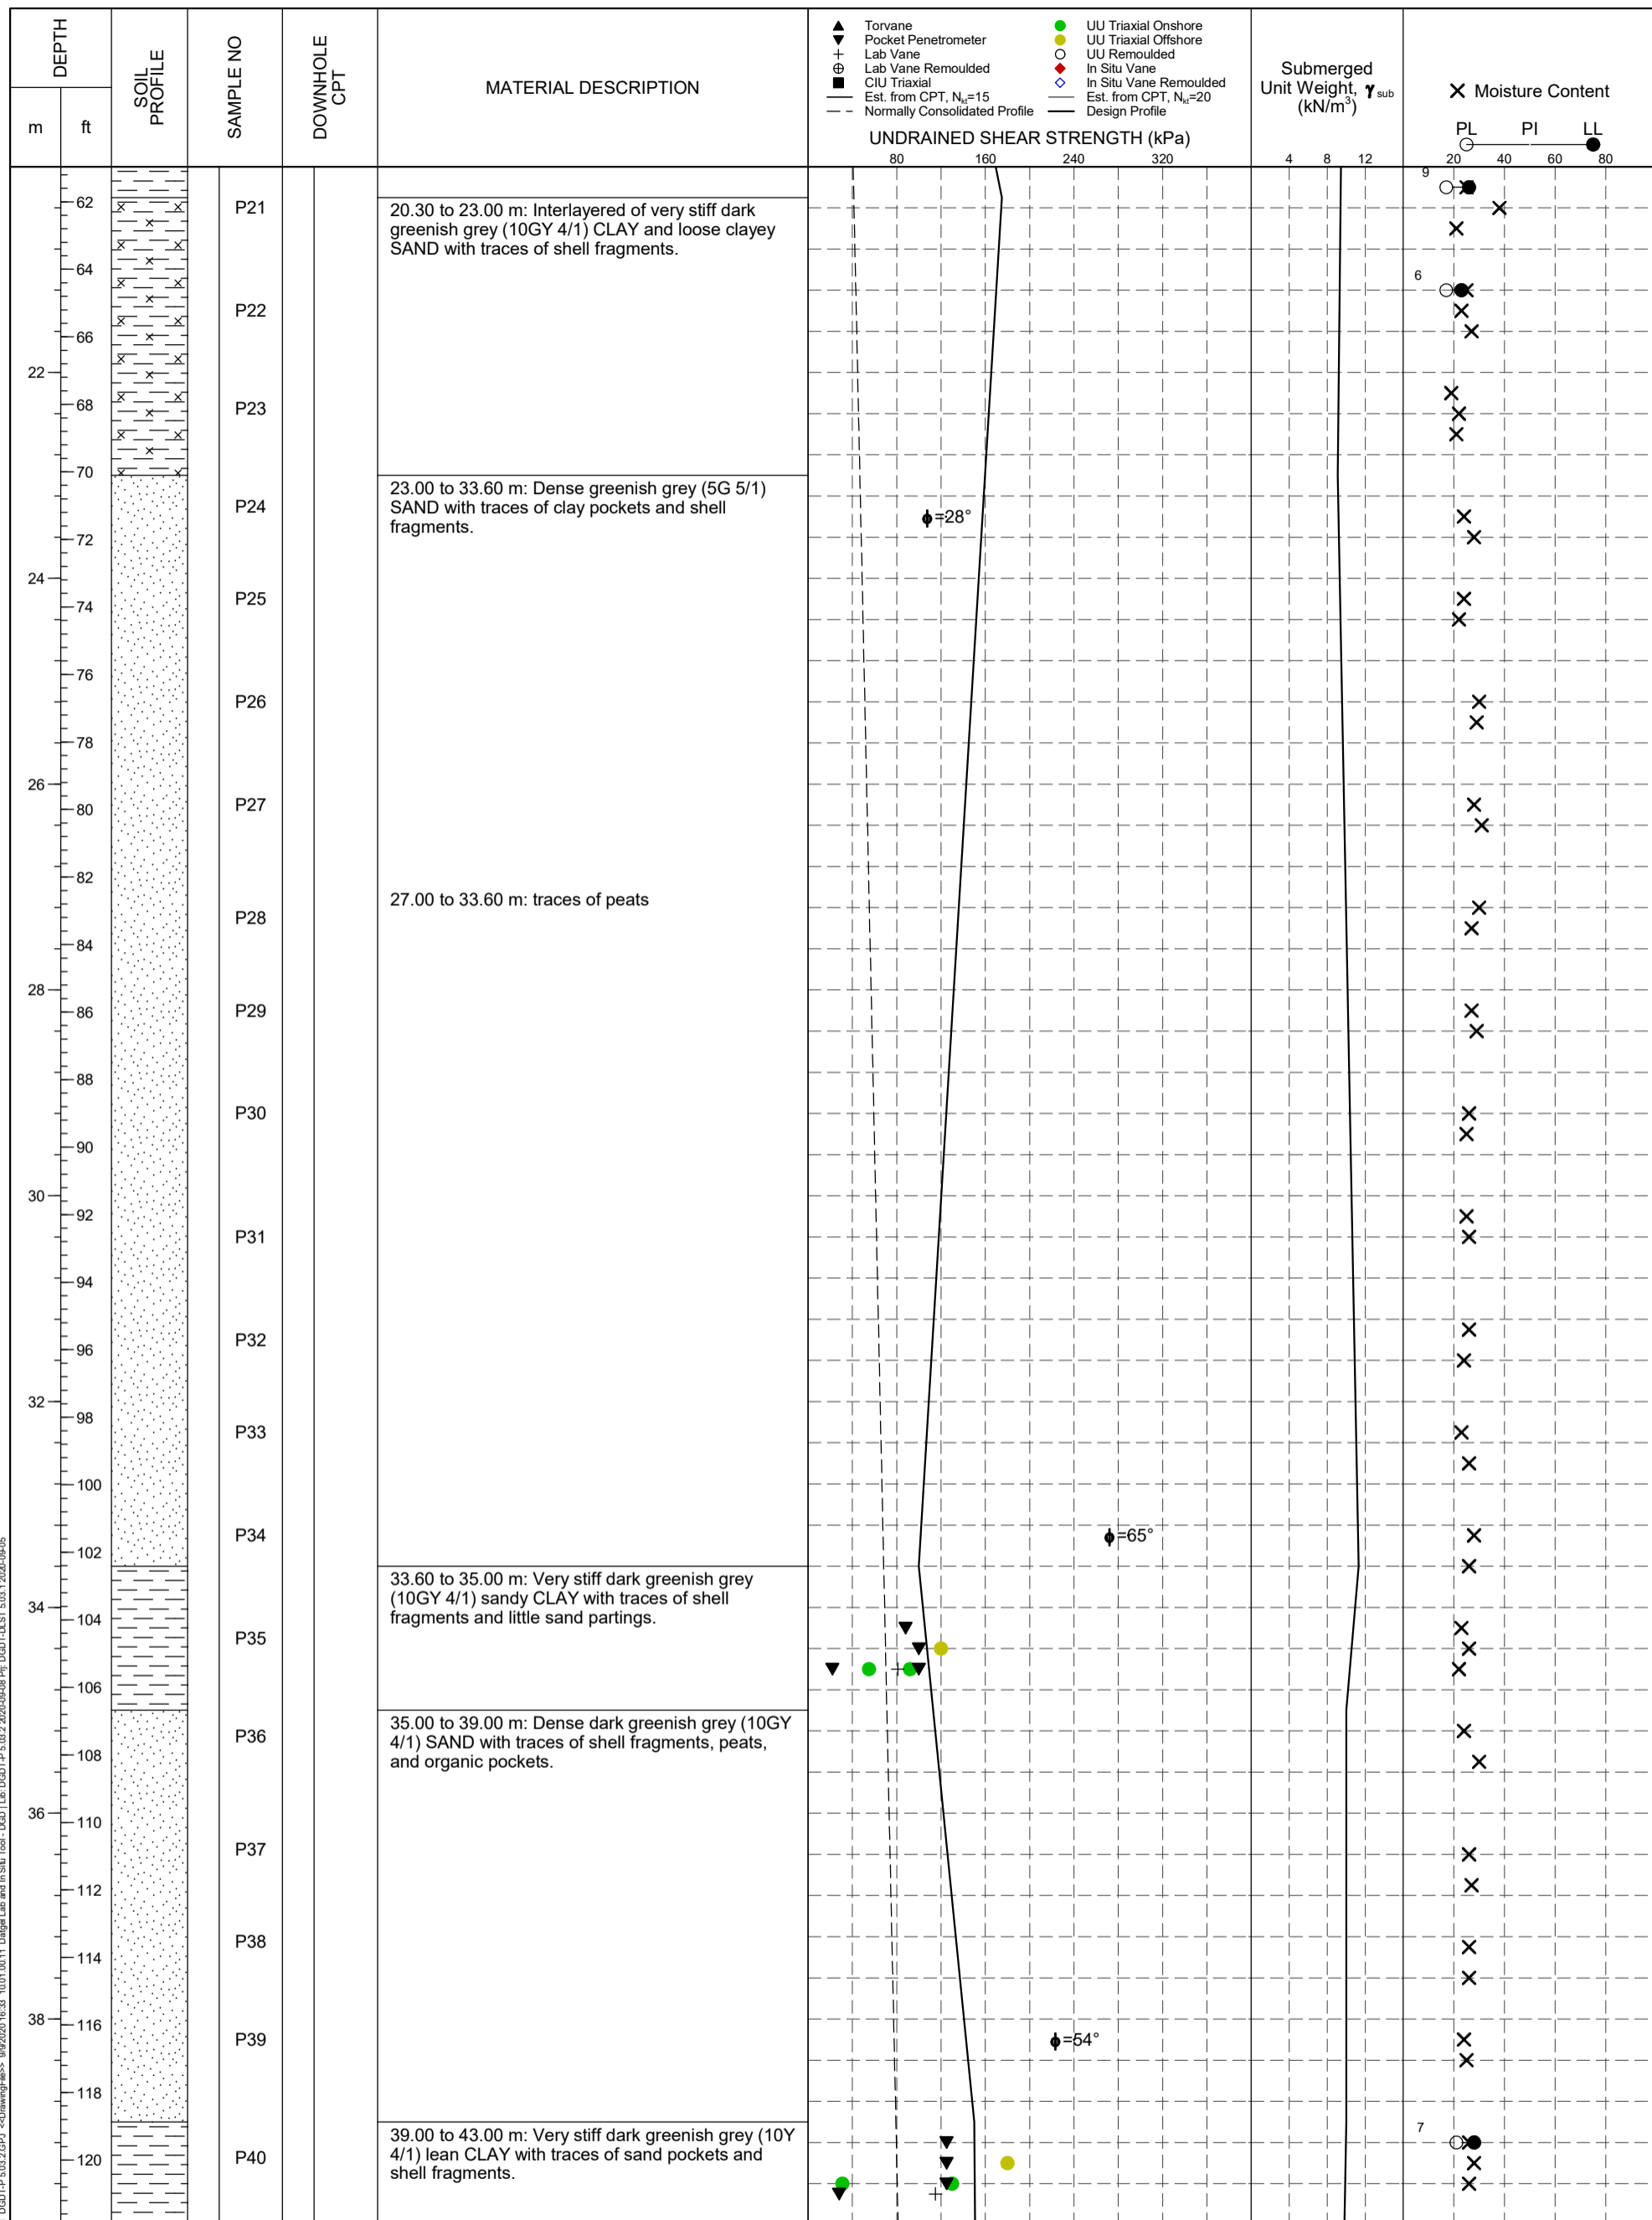 DEPTH
m
ft
SOIL PROFILE
SAMPLE NO
DOWNHOLE CPT
MATERIAL DESCRIPTION
▲ Torvane
▼ Pocket Penetrometer
+ Lab Vane
⊕ Lab Vane Remoulded
■ CIU Triaxial
Est. from CPT, Nkt=15
Normally Consolidated Profile
UU Triaxial Onshore
UU Triaxial Offshore
UU Remoulded
In Situ Vane
In Situ Vane Remoulded
Est. from CPT, Nkt=20
Design Profile
UNDRAINED SHEAR STRENGTH (kPa)
80 160 240 320
Submerged
Unit Weight, γ sub
(kN/m³)
4 8 12
× Moisture Content
PL PI LL
20 40 60 80
9
62
P21
20.30 to 23.00 m: Interlayered of very stiff dark
greenish grey (10GY 4/1) CLAY and loose clayey
SAND with traces of shell fragments.
64
6
P22
66
22
68
P23
70
23.00 to 33.60 m: Dense greenish grey (5G 5/1)
SAND with traces of clay pockets and shell
fragments.
P24
ϕ=28°
72
24
P25
74
76
P26
78
26
P27
80
82
27.00 to 33.60 m: traces of peats
P28
84
28
P29
86
88
P30
90
30
92
P31
94
P32
96
32
98
P33
100
P34
ϕ=65°
102
33.60 to 35.00 m: Very stiff dark greenish grey
(10GY 4/1) sandy CLAY with traces of shell
fragments and little sand partings.
34
104
P35
106
35.00 to 39.00 m: Dense dark greenish grey (10GY
4/1) SAND with traces of shell fragments, peats,
and organic pockets.
P36
108
36
110
P37
112
P38
114
38
116
P39
ϕ=54°
118
39.00 to 43.00 m: Very stiff dark greenish grey (10Y
4/1) lean CLAY with traces of sand pockets and
shell fragments.
7
P40
120